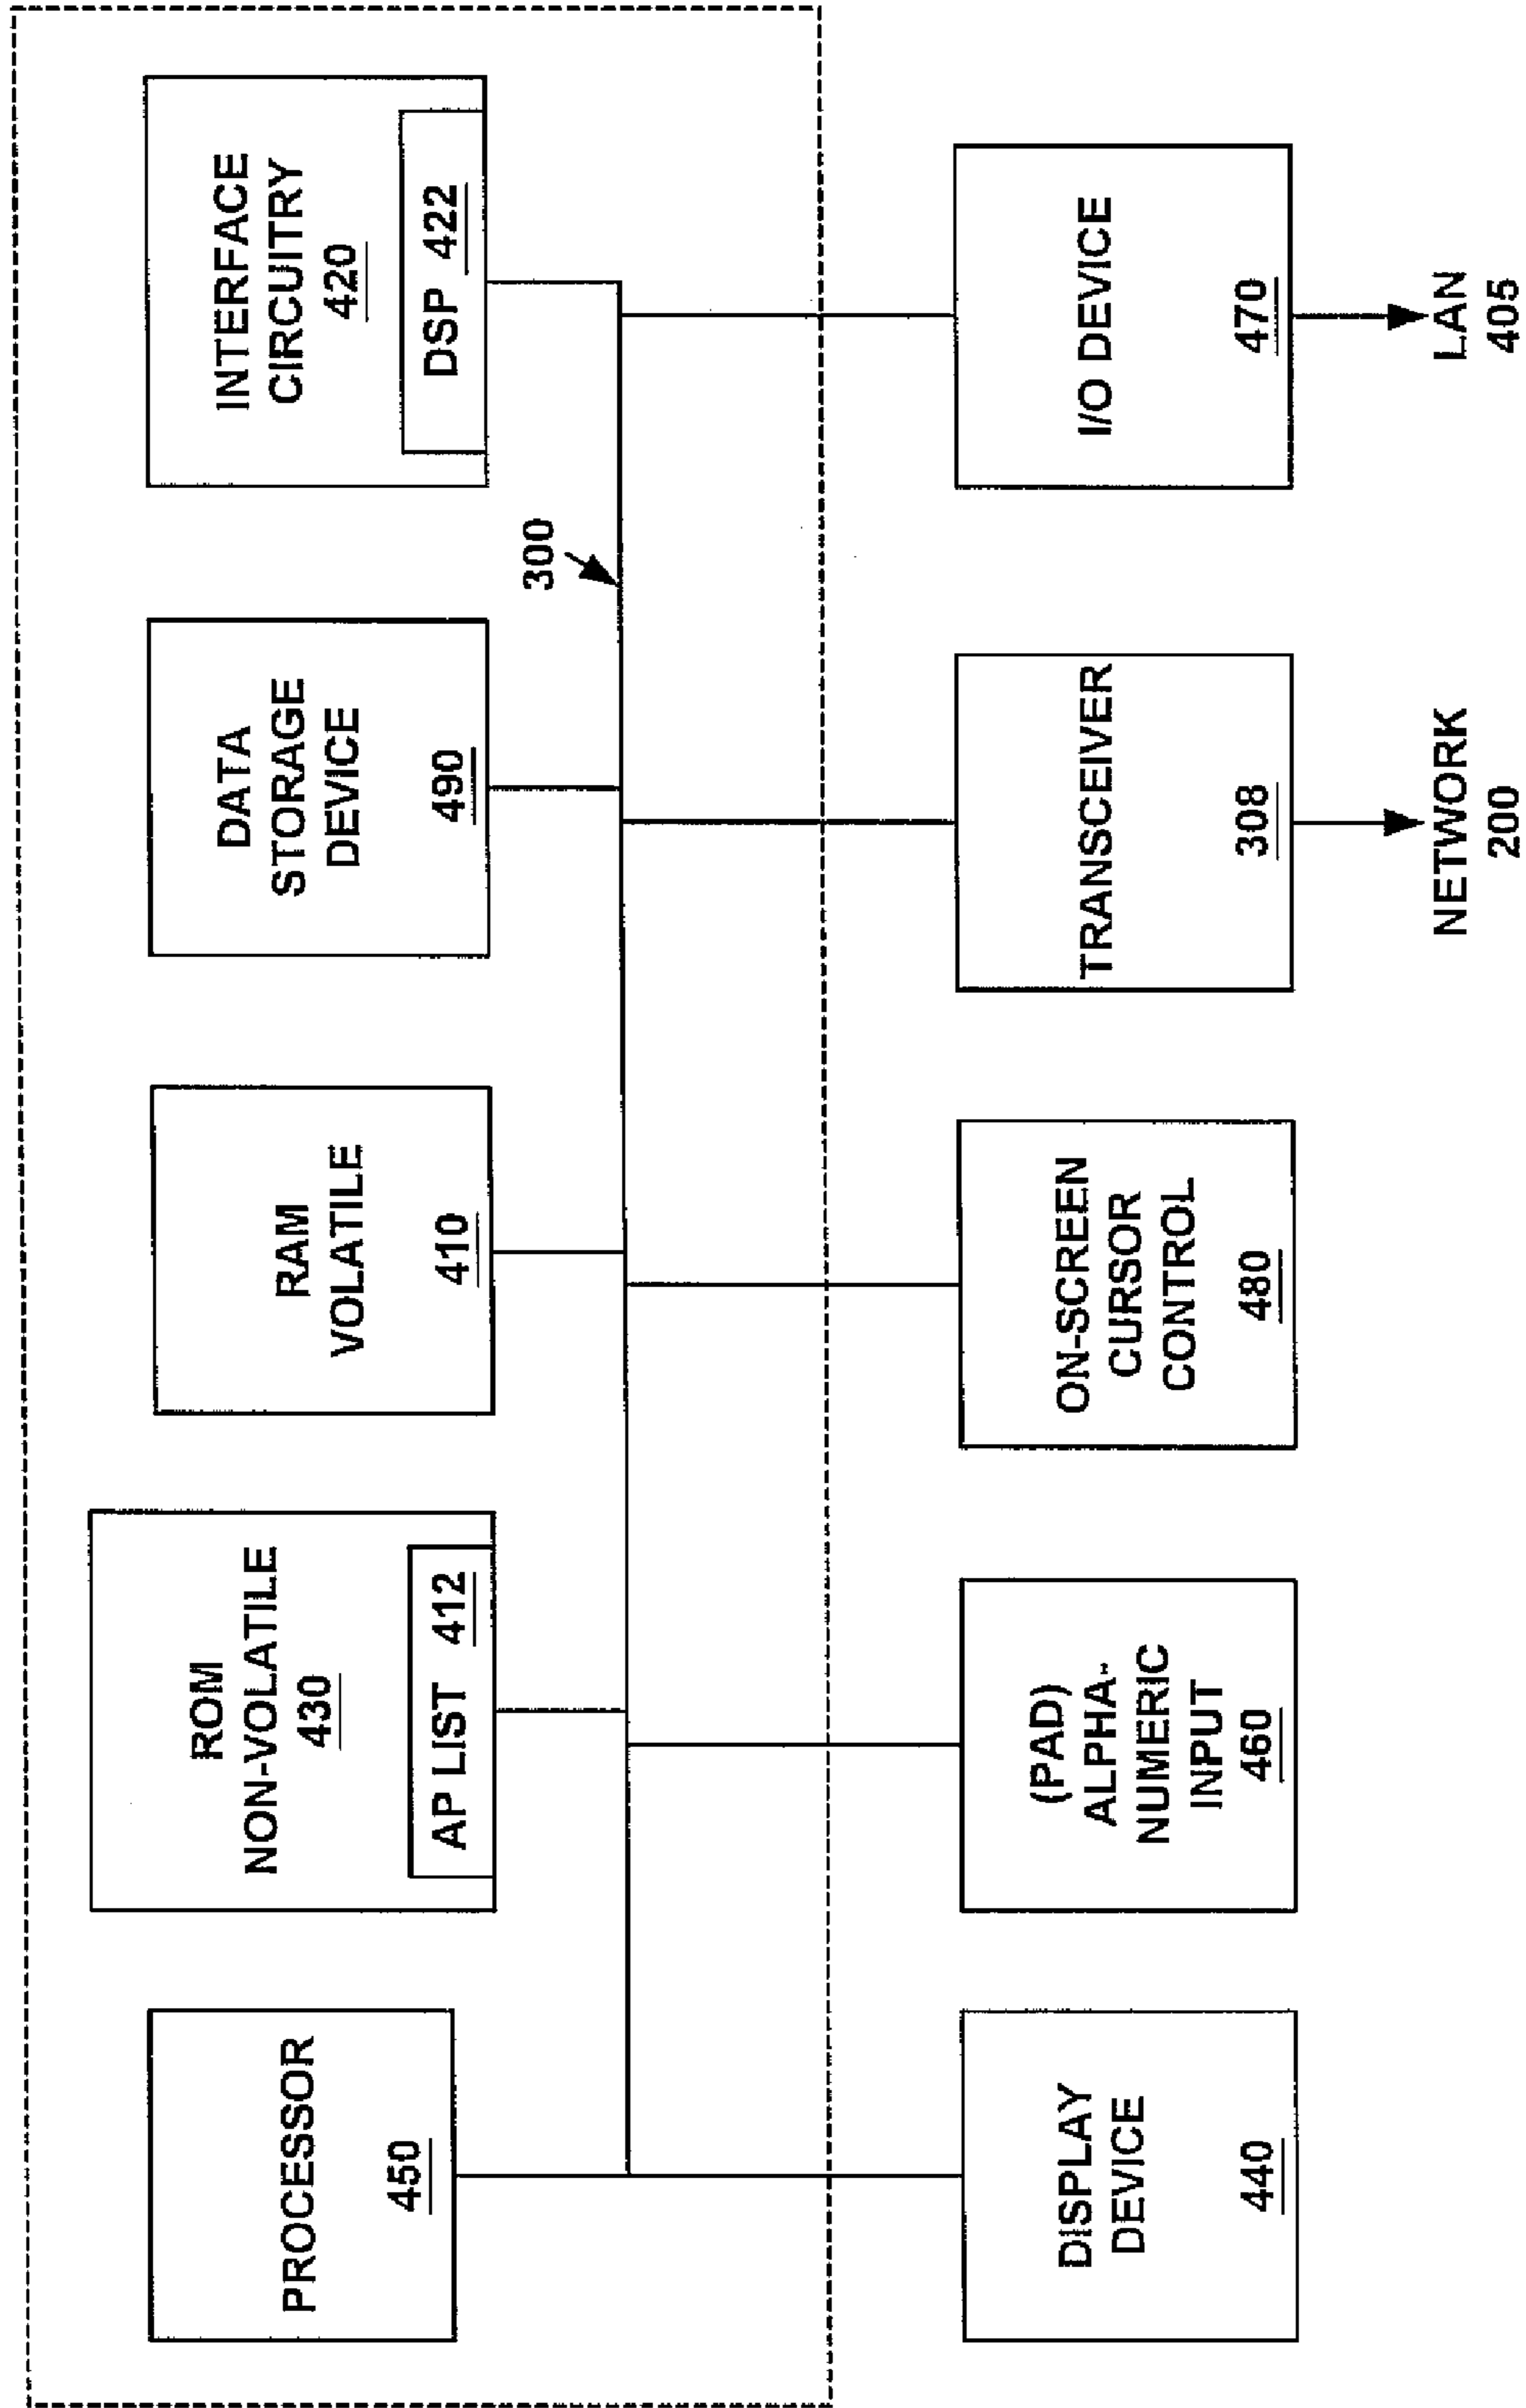 PROCESSOR
450
ROM
NON-VOLATILE
430
AP LIST 412
RAM
VOLATILE
410
DATA
STORAGE
DEVICE
490
INTERFACE
CIRCUITRY
420
DSP 422
300
DISPLAY
DEVICE
440
(PAD)
ALPHA-
NUMERIC
INPUT
460
ON-SCREEN
CURSOR
CONTROL
480
TRANSCEIVER
308
I/O DEVICE
470
NETWORK
200
LAN
405